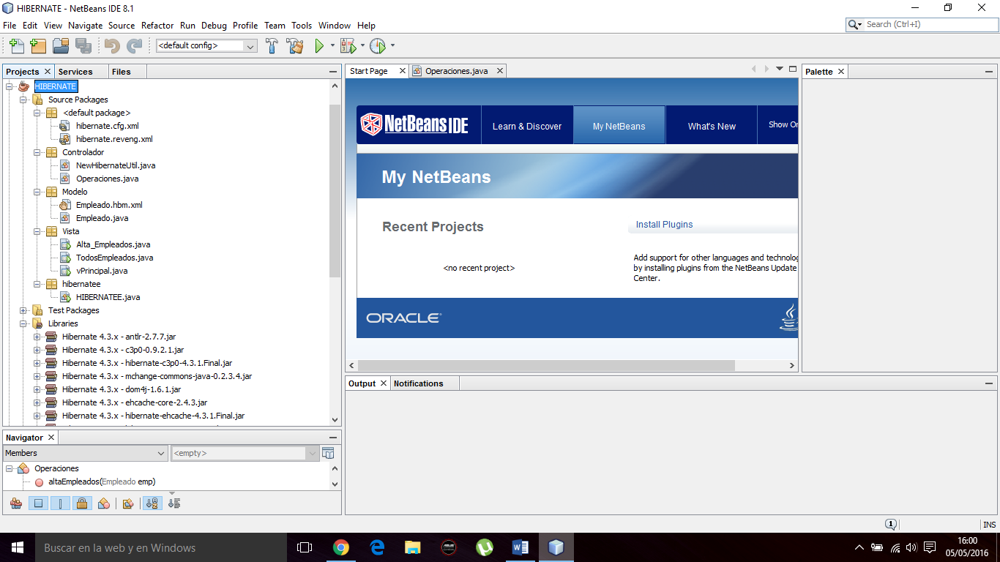 HIBERNATE - NetBeans IDE 8.1
File Edit View Navigate Source Refactor Run Debug Profile Team Tools Window Help
Search (Ctrl+I)
<default config>
Projects Services Files
HIBERNATE
Source Packages
<default package>
hibernate.cfg.xml
hibernate.reveng.xml
Controlador
NewHibernateUtil.java
Operaciones.java
Modelo
Empleado.hbm.xml
Empleado.java
Vista
Alta_Empleados.java
TodosEmpleados.java
vPrincipal.java
hibernatee
HIBERNATEE.java
Test Packages
Libraries
Hibernate 4.3.x - antlr-2.7.7.jar
Hibernate 4.3.x - c3p0-0.9.2.1.jar
Hibernate 4.3.x - hibernate-c3p0-4.3.1.Final.jar
Hibernate 4.3.x - mchange-commons-java-0.2.3.4.jar
Hibernate 4.3.x - dom4j-1.6.1.jar
Hibernate 4.3.x - ehcache-core-2.4.3.jar
Hibernate 4.3.x - hibernate-ehcache-4.3.1.Final.jar
Navigator
Members
<empty>
Operaciones
altaEmpleados(Empleado emp)
Start Page Operaciones.java
NetBeans IDE
Learn & Discover
My NetBeans
What's New
Show On
My NetBeans
Recent Projects
<no recent project>
Install Plugins
Add support for other languages and technolog
by installing plugins from the NetBeans Update
Center.
ORACLE
Palette
Output Notifications
1
INS
Buscar en la web y en Windows
16:00
05/05/2016